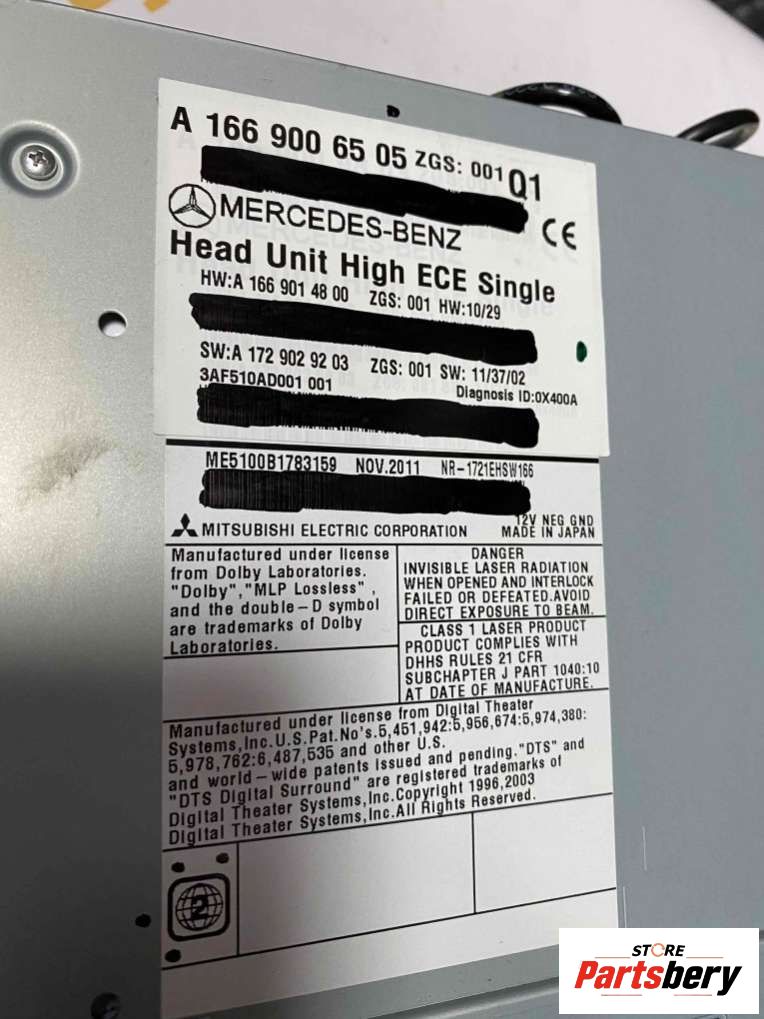 A 166 900 65 05 ZGS: 001 Q1
MERCEDES-BENZ CE
Head Unit High ECE Single
HW:A 166 901 48 00 ZGS: 001 HW:10/29
SW:A 172 902 92 03 ZGS: 001 SW: 11/37/02
3AF510AD001 001 Diagnosis ID:0X400A
ME5100B1783159 NOV.2011 NR-1721EHSW166
12V NEG GND
MITSUBISHI ELECTRIC CORPORATION MADE IN JAPAN
Manufactured under license
from Dolby Laboratories.
"Dolby","MLP Lossless",
and the double-D symbol
are trademarks of Dolby
Laboratories.
DANGER
INVISIBLE LASER RADIATION
WHEN OPENED AND INTERLOCK
FAILED OR DEFEATED.AVOID
DIRECT EXPOSURE TO BEAM.
CLASS 1 LASER PRODUCT
PRODUCT COMPLIES WITH
DHHS RULES 21 CFR
SUBCHAPTER J PART 1040:10
AT DATE OF MANUFACTURE.
Manufactured under license from Digital Theater
Systems,Inc.U.S.Pat.No's.5,451,942:5,956,674:5,974,380:
5,978,762:6,487,535 and other U.S.
and world-wide patents issued and pending."DTS" and
"DTS Digital Surround" are registered trademarks of
Digital Theater Systems,Inc.Copyright 1996,2003
Digital Theater Systems,Inc.All Rights Reserved.
2
STORE
Partsbery